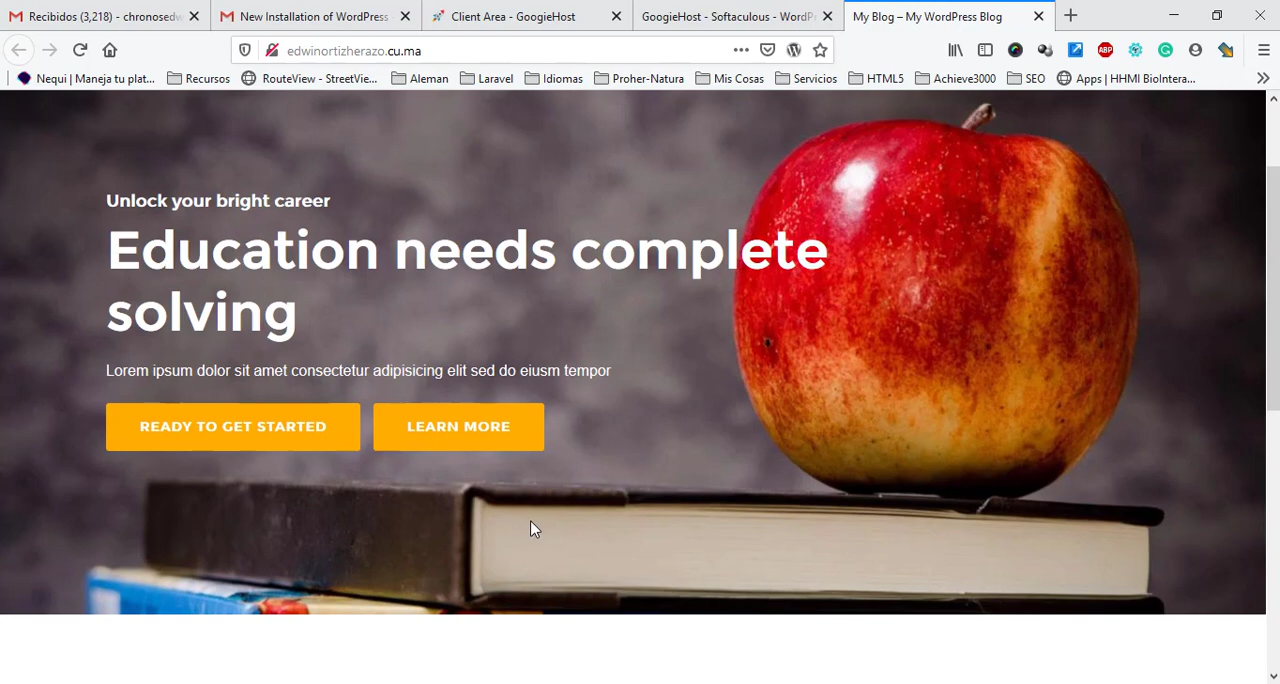 Recibidos (3,218) - chronosedw
New Installation of WordPress
Client Area - GoogieHost
GoogieHost - Softaculous - WordPr
My Blog – My WordPress Blog
edwinortizherazo.cu.ma
Nequi | Maneja tu plat...
Recursos
RouteView - StreetVie...
Aleman
Laravel
Idiomas
Proher-Natura
Mis Cosas
Servicios
HTML5
Achieve3000
SEO
Apps | HHMI BioIntera...
ABP
Unlock your bright career
Education needs complete
solving
Lorem ipsum dolor sit amet consectetur adipisicing elit sed do eiusm tempor
READY TO GET STARTED
LEARN MORE